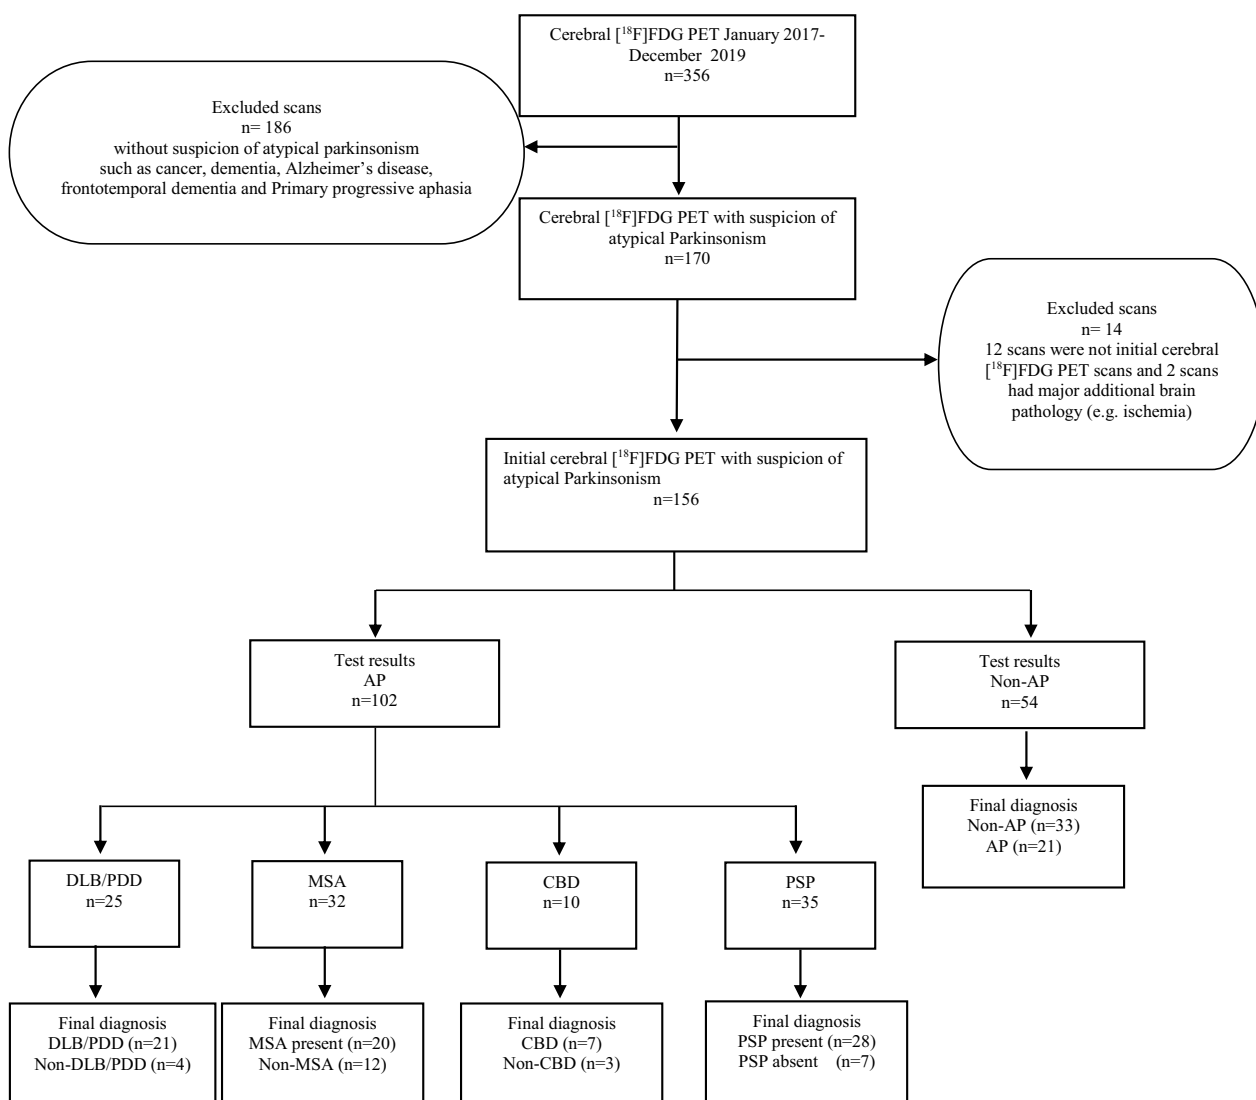 Cerebral [¹⁸F]FDG PET January 2017-
December 2019
n=356
Excluded scans
n= 186
without suspicion of atypical parkinsonism
such as cancer, dementia, Alzheimer’s disease,
frontotemporal dementia and Primary progressive aphasia
Cerebral [¹⁸F]FDG PET with suspicion of
atypical Parkinsonism
n=170
Excluded scans
n= 14
12 scans were not initial cerebral
[¹⁸F]FDG PET scans and 2 scans
had major additional brain
pathology (e.g. ischemia)
Initial cerebral [¹⁸F]FDG PET with suspicion of
atypical Parkinsonism
n=156
Test results
AP
n=102
Test results
Non-AP
n=54
Final diagnosis
Non-AP (n=33)
AP (n=21)
DLB/PDD
n=25
MSA
n=32
CBD
n=10
PSP
n=35
Final diagnosis
DLB/PDD (n=21)
Non-DLB/PDD (n=4)
Final diagnosis
MSA present (n=20)
Non-MSA (n=12)
Final diagnosis
CBD (n=7)
Non-CBD (n=3)
Final diagnosis
PSP present (n=28)
PSP absent (n=7)